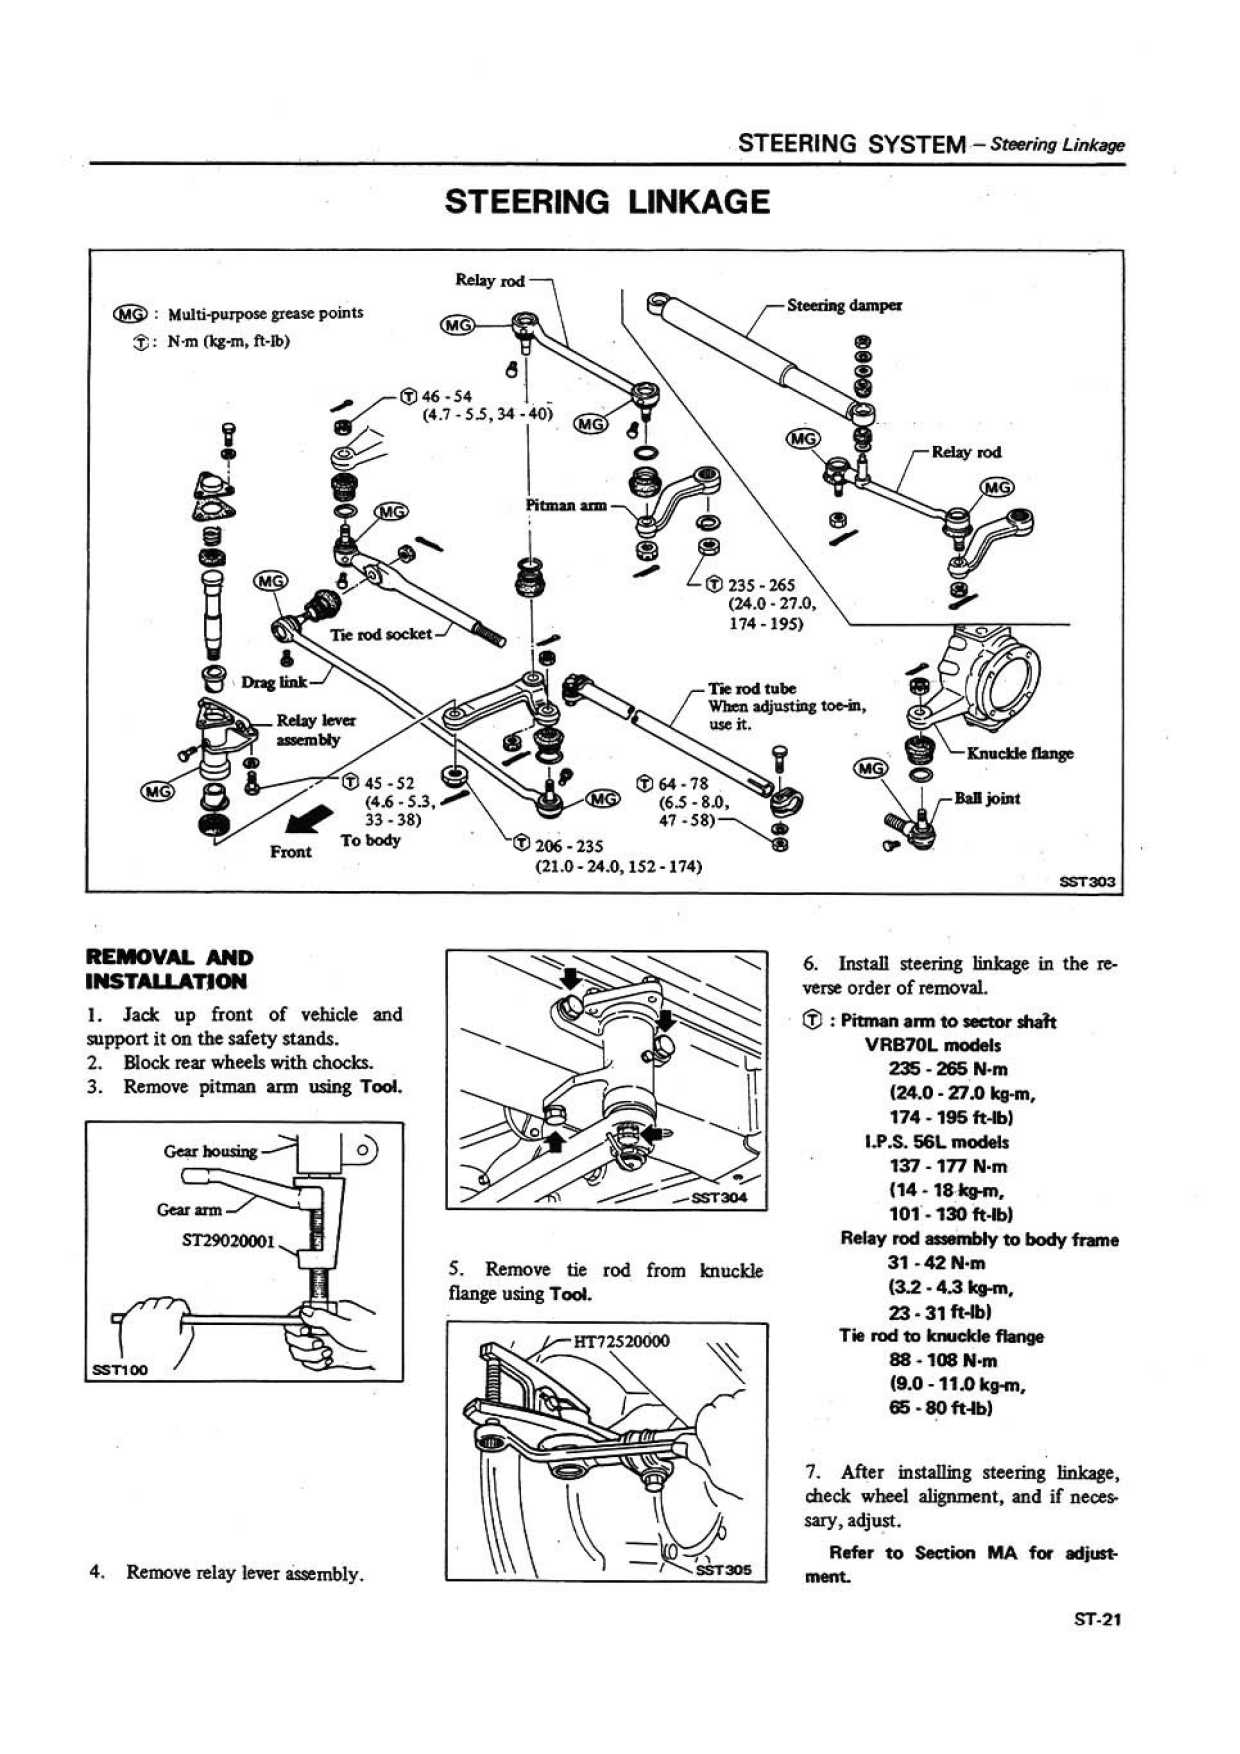 STEERING SYSTEM – Steering Linkage
STEERING LINKAGE
MG : Multi-purpose grease points
T : N·m (kg-m, ft-lb)
Relay rod
MG
Steering damper
T 46 - 54
(4.7 - 5.5, 34 - 40)
MG
MG
Relay rod
MG
MG
Pitman arm
MG
T 235 - 265
(24.0 - 27.0,
174 - 195)
Tie rod socket
Drag link
Tie rod tube
When adjusting toe-in,
use it.
Relay lever
assembly
Knuckle flange
MG
MG
T 45 - 52
(4.6 - 5.3,
33 - 38)
To body
T 64 - 78
(6.5 - 8.0,
47 - 58)
MG
Ball joint
Front
T 206 - 235
(21.0 - 24.0, 152 - 174)
SST303
REMOVAL AND
INSTALLATION
1. Jack up front of vehicle and
support it on the safety stands.
2. Block rear wheels with chocks.
3. Remove pitman arm using Tool.
Gear housing
Gear arm
ST29020001
SST100
4. Remove relay lever assembly.
SST304
5. Remove tie rod from knuckle
flange using Tool.
HT72520000
SST305
6. Install steering linkage in the re-
verse order of removal.
T : Pitman arm to sector shaft
VRB70L models
235 - 265 N·m
(24.0 - 27.0 kg-m,
174 - 195 ft-lb)
I.P.S. 56L models
137 - 177 N·m
(14 - 18 kg-m,
101 - 130 ft-lb)
Relay rod assembly to body frame
31 - 42 N·m
(3.2 - 4.3 kg-m,
23 - 31 ft-lb)
Tie rod to knuckle flange
88 - 108 N·m
(9.0 - 11.0 kg-m,
65 - 80 ft-lb)
7. After installing steering linkage,
check wheel alignment, and if neces-
sary, adjust.
Refer to Section MA for adjust-
ment.
ST-21